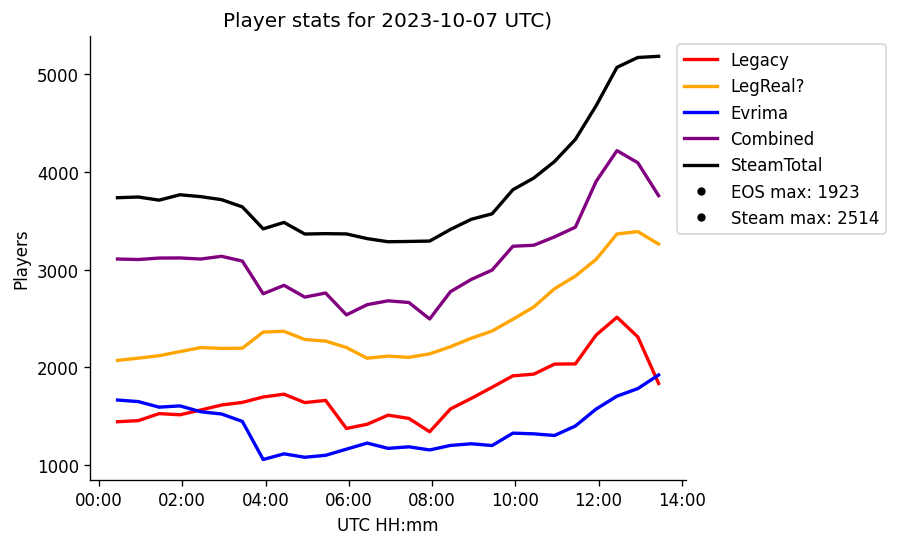 Player stats for 2023-10-07 UTC)
5000
4000
3000
2000
1000
Players
00:00
02:00
04:00
06:00
08:00
10:00
12:00
14:00
UTC HH:mm
Legacy
LegReal?
Evrima
Combined
SteamTotal
EOS max: 1923
Steam max: 2514